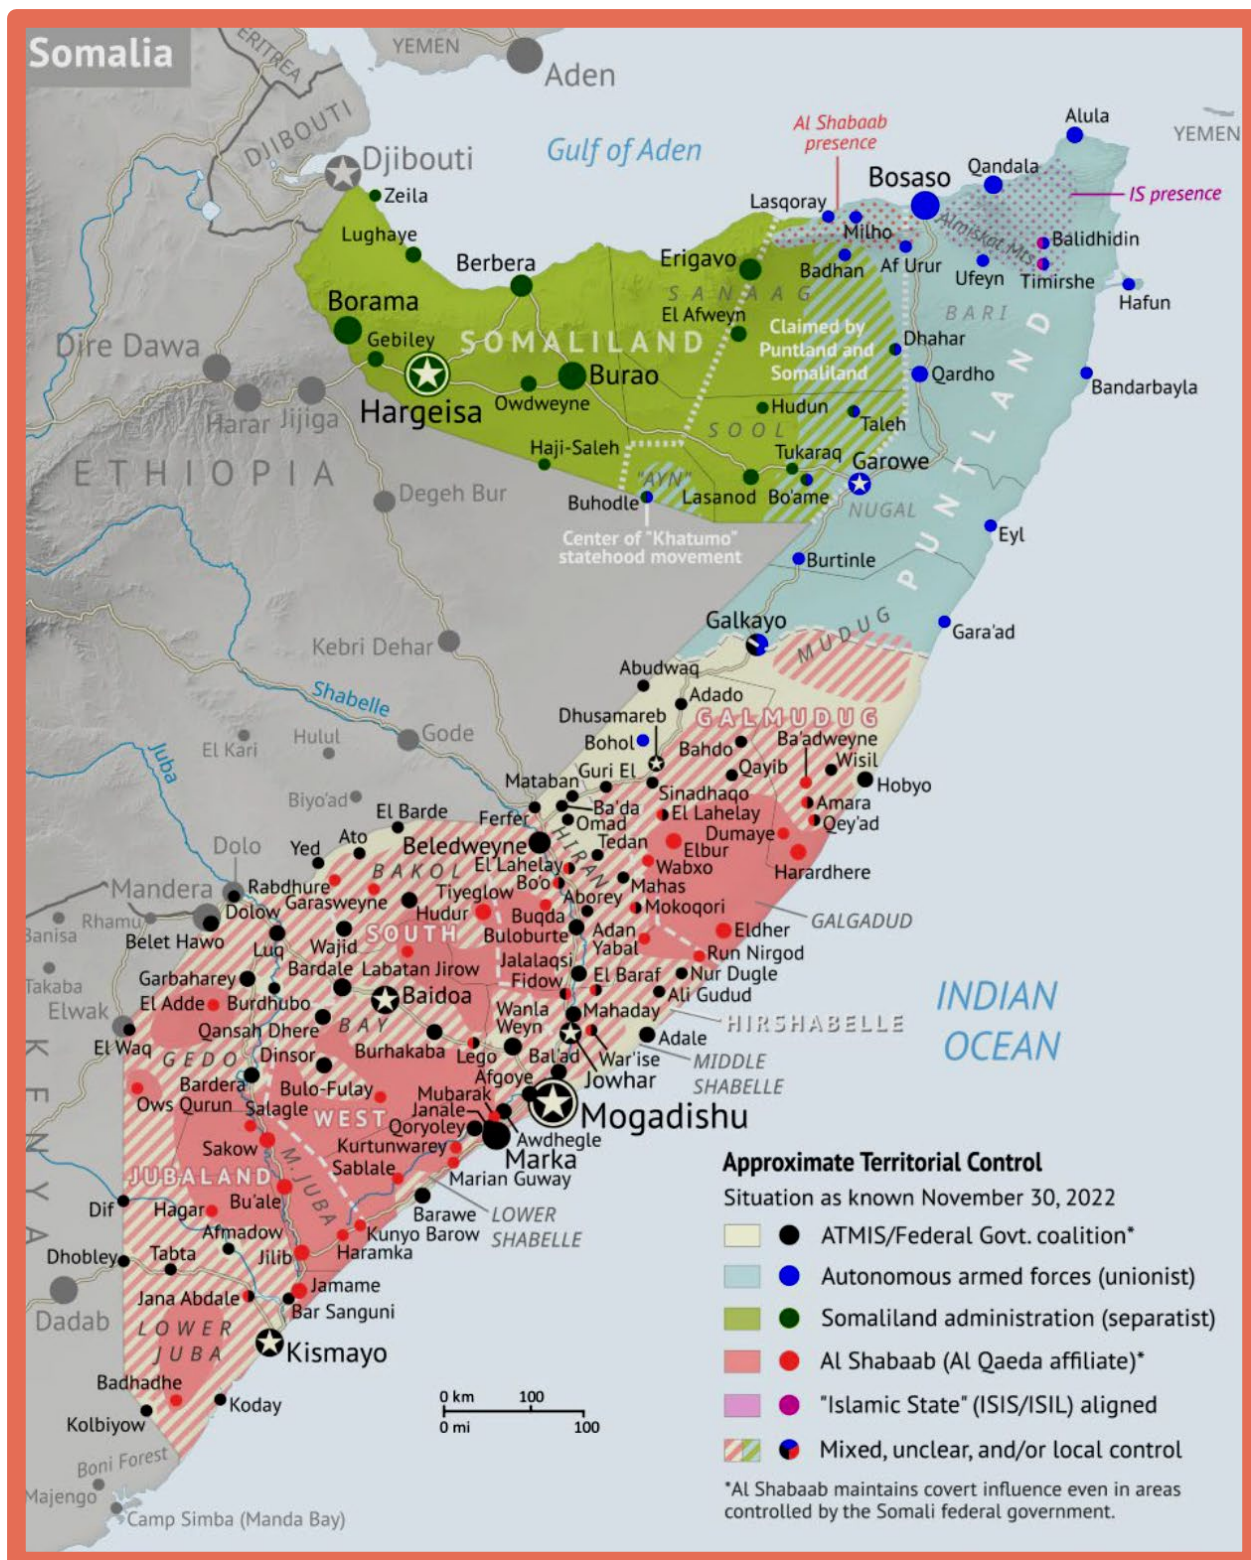 Somalia
ERITREA
YEMEN
Aden
DJIBOUTI
Djibouti
Gulf of Aden
Al Shabaab
presence
Alula
YEMEN
Zeila
Lasqoray
Bosaso
Qandala
IS presence
Lughaye
Milho
Almiskat Mts.
Balidhidin
Berbera
Erigavo
Badhan
Af Urur
Ufeyn
Timirshe
Hafun
Borama
SANAAG
El Afweyn
BARI
Gebiley
SOMALILAND
Claimed by
Puntland and
Somaliland
Dhahar
Dire Dawa
Burao
Qardho
Bandarbayla
Harar
Jijiga
Hargeisa
Owdweyne
Hudun
Taleh
SOOL
PUNTLAND
ETHIOPIA
Haji-Saleh
Tukaraq
Garowe
Degeh Bur
"AYN"
Buhodle
Lasanod
Bo'ame
NUGAL
Center of "Khatumo"
statehood movement
Eyl
Burtinle
Galkayo
MUDUG
Gara'ad
Kebri Dehar
Abudwaq
Shabelle
Adado
Dhusamareb
GALMUDUG
Juba
El Kari
Hulul
Gode
Bohol
Bahdo
Ba'adweyne
Wisil
Mataban
Guri El
Qayib
Hobyo
Biyo'ad
Sinadhaqo
El Barde
Ferfer
Ba'da
Omad
El Lahelay
Amara
Qey'ad
Dolo
Yed
Ato
Beledweyne
HIRAN
Tedan
Elbur
Dumaye
BAKOL
El Lahelay
Wabxo
Harardhere
Mandera
Rabdhure
Garasweyne
Tiyeglow
Bo'o
Mahas
Rhamu
Dolow
Hudur
Buqda
Aborey
Mokoqori
GALGADUD
Banisa
Belet Hawo
Luq
Wajid
SOUTH
Buloburte
Adan
Yabal
Eldher
Run Nirgod
Takaba
Garbaharey
Bardale
Labatan Jirow
Jalalaqsi
Fidow
El Baraf
Nur Dugle
Elwak
El Adde
Burdhubo
Baidoa
Ali Gudud
INDIAN
OCEAN
Qansah Dhere
BAY
Wanla
Weyn
Mahaday
HIRSHABELLE
El Waq
GEDO
Dinsor
Burhakaba
Lego
Bal'ad
War'ise
Adale
MIDDLE
SHABELLE
Bardera
Bulo-Fulay
Afgoye
Jowhar
Ows Qurun
Salagle
Mubarak
Janale
Mogadishu
KENYA
WEST
Qoryoley
Awdhegle
Sakow
Kurtunwarey
Marka
JUBALAND
M. JUBA
Sablale
Marian Guway
Dif
Hagar
Bu'ale
Barawe
LOWER
SHABELLE
Afmadow
Kunyo Barow
Dhobley
Tabta
Jilib
Haramka
Dadab
Jana Abdale
Jamame
Bar Sanguni
LOWER
JUBA
Kismayo
Badhadhe
Koday
Kolbiyow
Boni Forest
Majengo
Camp Simba (Manda Bay)
0 km 100
0 mi 100
Approximate Territorial Control
Situation as known November 30, 2022
ATMIS/Federal Govt. coalition*
Autonomous armed forces (unionist)
Somaliland administration (separatist)
Al Shabaab (Al Qaeda affiliate)*
"Islamic State" (ISIS/ISIL) aligned
Mixed, unclear, and/or local control
*Al Shabaab maintains covert influence even in areas
controlled by the Somali federal government.